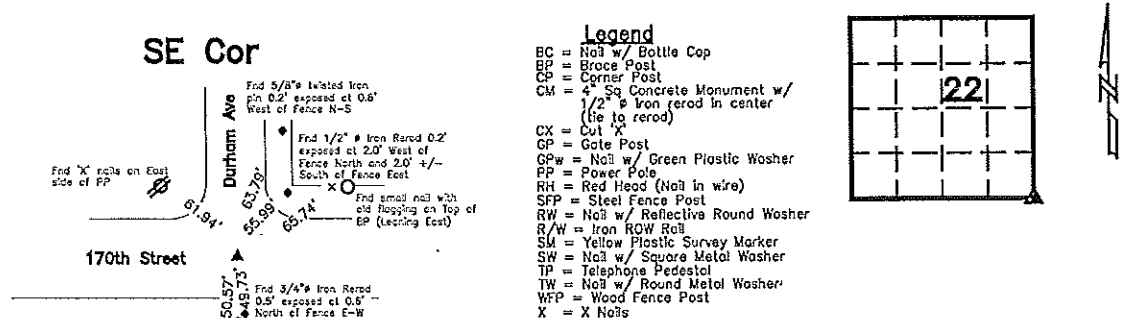 SE Cor
Fnd 5/8"ø twisted Iron
pin 0.2' exposed at 0.6'
West of Fence N-S
Durham Ave
Fnd 1/2" ø Iron Rerod 0.2'
exposed at 2.0' West of
Fence North and 2.0' +/-
South of Fence East
Fnd 'X' nails on East
side of PP
Fnd small nail with
old flagging on Top of
BP (Leaning East)
61.94'
63.79'
55.99'
65.74'
170th Street
50.57'
49.73'
Fnd 3/4"ø Iron Rerod
0.5' exposed at 0.5'
North of Fence E-W
Legend
BC = Nail w/ Bottle Cap
BP = Brace Post
CP = Corner Post
CM = 4" Sq Concrete Monument w/
1/2" ø Iron rerod in center
(tie to rerod)
CX = Cut 'X'
GP = Gate Post
GPw = Nail w/ Green Plastic Washer
PP = Power Pole
RH = Red Head (Nail in wire)
SFP = Steel Fence Post
RW = Nail w/ Reflective Round Washer
R/W = Iron ROW Rail
SM = Yellow Plastic Survey Marker
SW = Nail w/ Square Metal Washer
TP = Telephone Pedestal
TW = Nail w/ Round Metal Washer
WFP = Wood Fence Post
X = X Nails
22
N